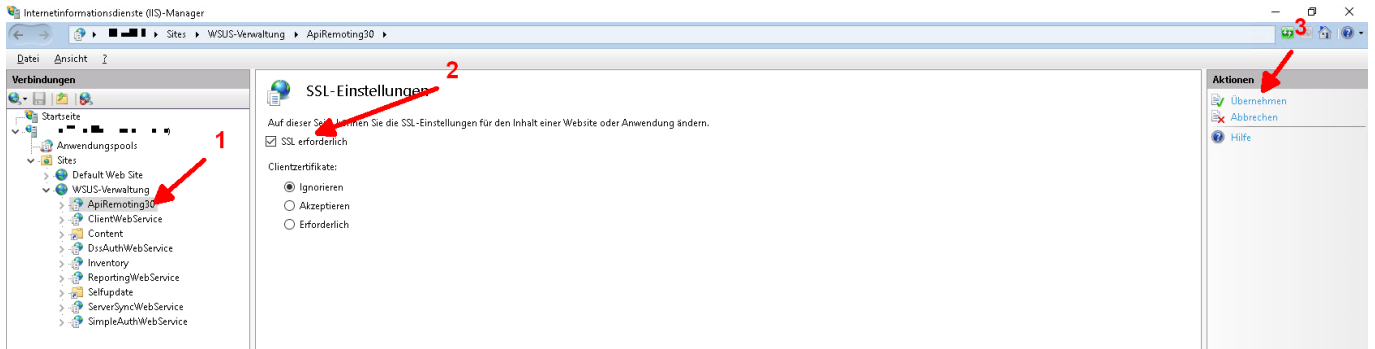 Internetinformationsdienste (IIS)-Manager
Sites WSUS-Verwaltung ApiRemoting30
3
Datei Ansicht ?
Verbindungen
Startseite
Anwendungspools
Sites
Default Web Site
WSUS-Verwaltung
ApiRemoting30
ClientWebService
Content
DssAuthWebService
Inventory
ReportingWebService
Selfupdate
ServerSyncWebService
SimpleAuthWebService
1
2
SSL-Einstellungen
Auf dieser Seite können Sie die SSL-Einstellungen für den Inhalt einer Website oder Anwendung ändern.
SSL erforderlich
Clientzertifikate:
Ignorieren
Akzeptieren
Erforderlich
Aktionen
Übernehmen
Abbrechen
Hilfe